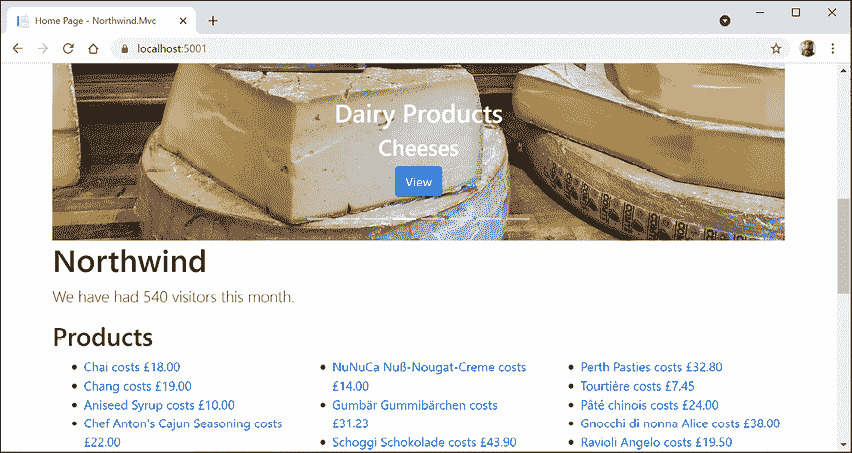 Home Page - Northwind.Mvc
localhost:5001
Dairy Products
Cheeses
View
Northwind
We have had 540 visitors this month.
Products
Chai costs £18.00
Chang costs £19.00
Aniseed Syrup costs £10.00
Chef Anton's Cajun Seasoning costs
£22.00
NuNuCa Nuß-Nougat-Creme costs
£14.00
Gumbär Gummibärchen costs
£31.23
Schoggi Schokolade costs £43.90
Perth Pasties costs £32.80
Tourtière costs £7.45
Pâté chinois costs £24.00
Gnocchi di nonna Alice costs £38.00
Ravioli Angelo costs £19.50